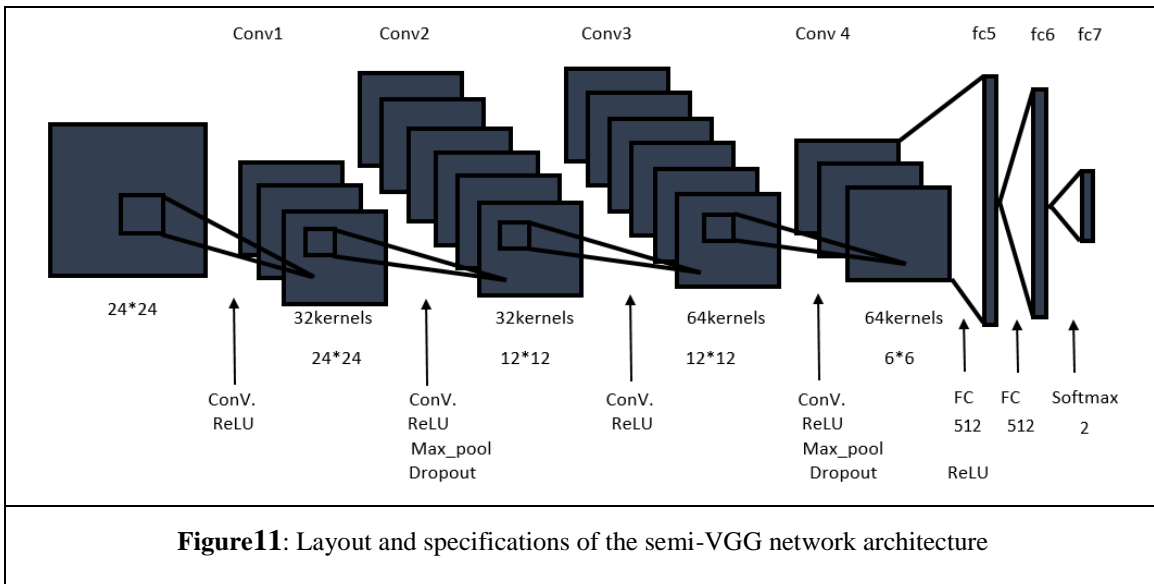 Conv1 Conv2 Conv3 Conv 4 fc5 fc6 fc7
24*24 32kernels 32kernels 64kernels 64kernels
24*24 12*12 12*12 6*6
ConV. ConV. ConV. ConV. FC FC Softmax
ReLU ReLU ReLU ReLU 512 512 2
Max_pool Max_pool
Dropout Dropout ReLU
Figure11: Layout and specifications of the semi-VGG network architecture